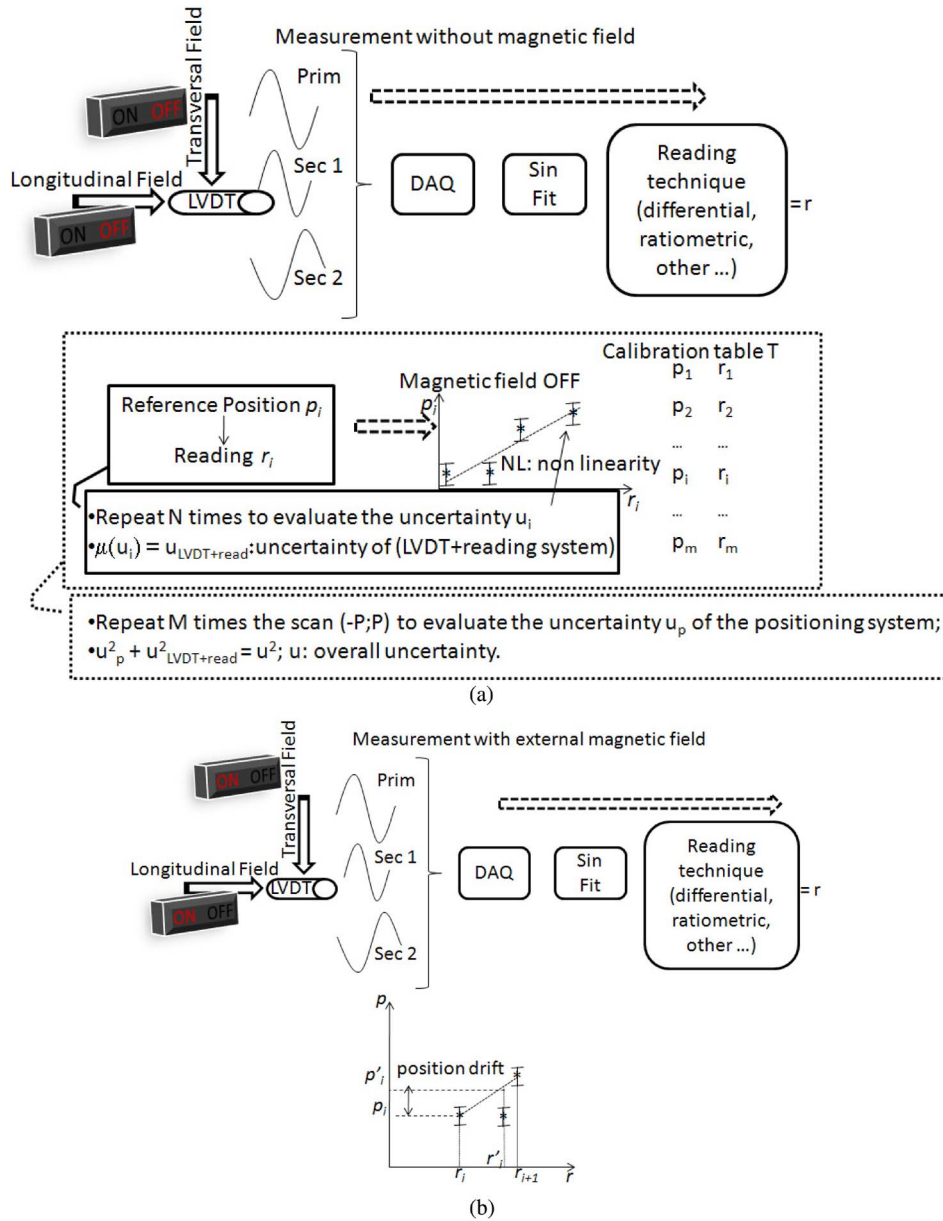 Measurement without magnetic field
Transversal Field
ON OFF
Prim
Longitudinal Field
LVDT
ON OFF
Sec 1
Sec 2
DAQ
Sin
Fit
Reading
technique
(differential,
ratiometric,
other ...)
= r
Calibration table T
p1 r1
p2 r2
... ...
pi ri
... ...
pm rm
Reference Position pi
Reading ri
Magnetic field OFF
pi
NL: non linearity
ri
•Repeat N times to evaluate the uncertainty ui
•μ(ui) = uLVDT+read:uncertainty of (LVDT+reading system)
•Repeat M times the scan (-P;P) to evaluate the uncertainty up of the positioning system;
•u²p + u²LVDT+read = u²; u: overall uncertainty.
(a)
Measurement with external magnetic field
Transversal Field
ON OFF
Prim
Longitudinal Field
LVDT
ON OFF
Sec 1
Sec 2
DAQ
Sin
Fit
Reading
technique
(differential,
ratiometric,
other ...)
= r
p
p'i
position drift
pi
ri
r'i
ri+1
r
(b)